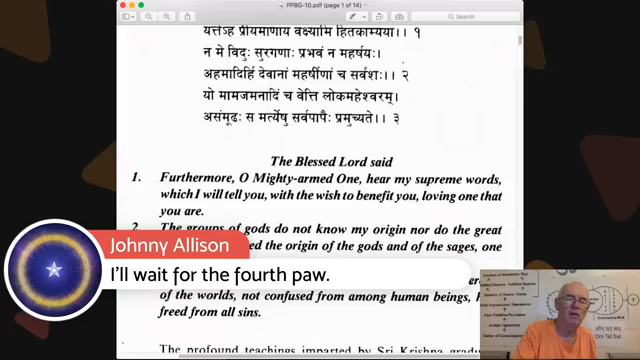 PPBG-10.pdf (page 1 of 14)
Search
यत्तेऽहं प्रीयमाणाय वक्ष्यामि हितकाम्यया।। १
न मे विदुः सुरगणाः प्रभवं न महर्षयः।
अहमादिर्हि देवानां महर्षीणां च सर्वशः।। २
यो मामजमनादिं च वेत्ति लोकमहेश्वरम्।
असंमूढः स मर्त्येषु सर्वपापैः प्रमुच्यते।। ३
The Blessed Lord said
1. Furthermore, O Mighty-armed One, hear my supreme words,
which I will tell you, with the wish to benefit you, loving one that
you are.
2. The groups of gods do not know my origin nor do the great
ed the origin of the gods and of the sages, one
Johnny Allison
I'll wait for the fourth paw.
of the worlds, not confused from among human beings,
freed from all sins.
The profound teachings imparted by Sri Krishna
Om Tat Sat